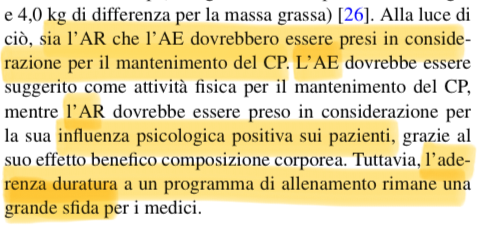 e 4,0 kg di differenza per la massa grassa) [26]. Alla luce di
ciò, sia l'AR che l'AE dovrebbero essere presi in conside-
razione per il mantenimento del CP. L'AE dovrebbe essere
suggerito come attività fisica per il mantenimento del CP,
mentre l'AR dovrebbe essere preso in considerazione per
la sua influenza psicologica positiva sui pazienti, grazie al
suo effetto benefico composizione corporea. Tuttavia, l'ade-
renza duratura a un programma di allenamento rimane una
grande sfida per i medici.